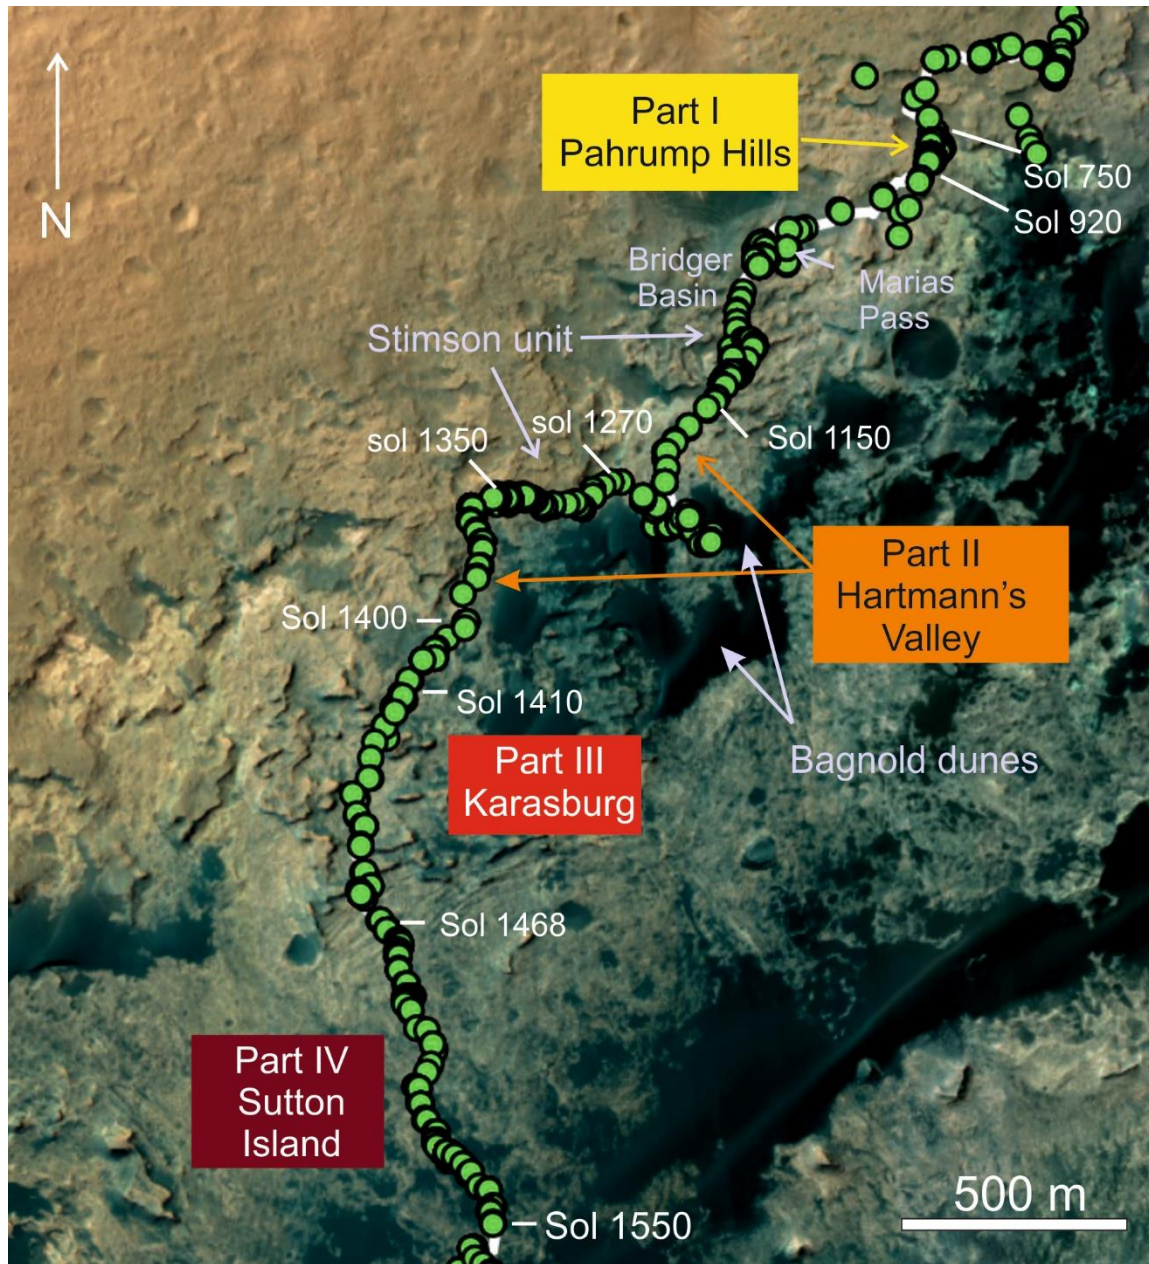 Part I
Pahrump Hills
N
Sol 750
Sol 920
Bridger
Basin
Marias
Pass
Stimson unit
sol 1270
sol 1350
Sol 1150
Part II
Hartmann’s
Valley
Sol 1400
Sol 1410
Part III
Karasburg
Bagnold dunes
Sol 1468
Part IV
Sutton
Island
500 m
Sol 1550